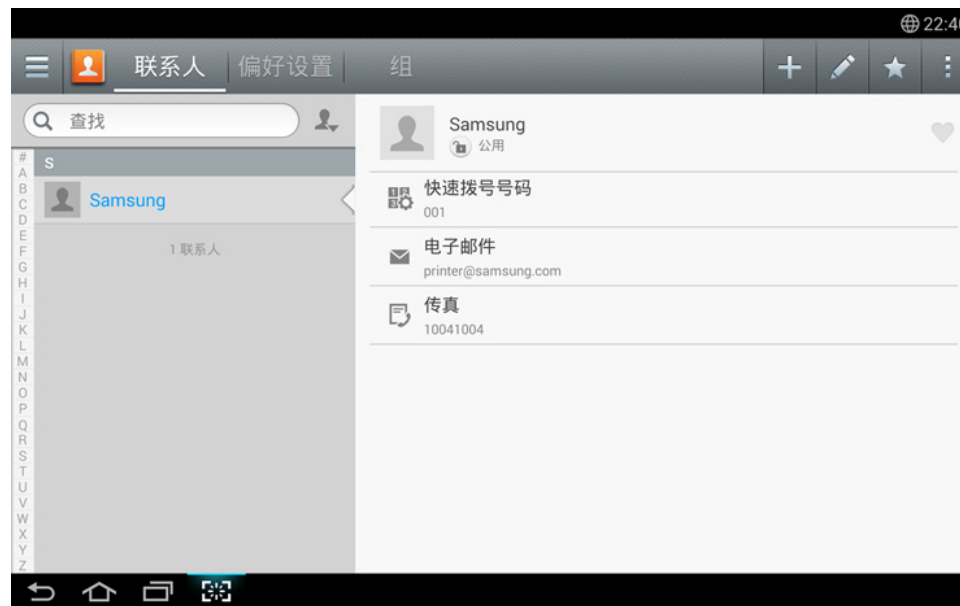 22:40
联系人 偏好设置 组
查找
Samsung
公用
S
Samsung
1 联系人
快速拨号号码
001
电子邮件
printer@samsung.com
传真
10041004
#
A
B
C
D
E
F
G
H
I
J
K
L
M
N
O
P
Q
R
S
T
U
V
W
X
Y
Z